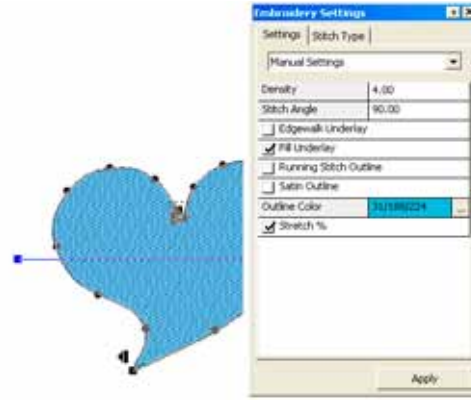 Embroidery Settings
Settings Stitch Type
Manual Settings
Density 4.00
Stitch Angle 90.00
Edgewalk Underlay
Fill Underlay
Running Stitch Outline
Satin Outline
Outline Color
Stretch %
Apply